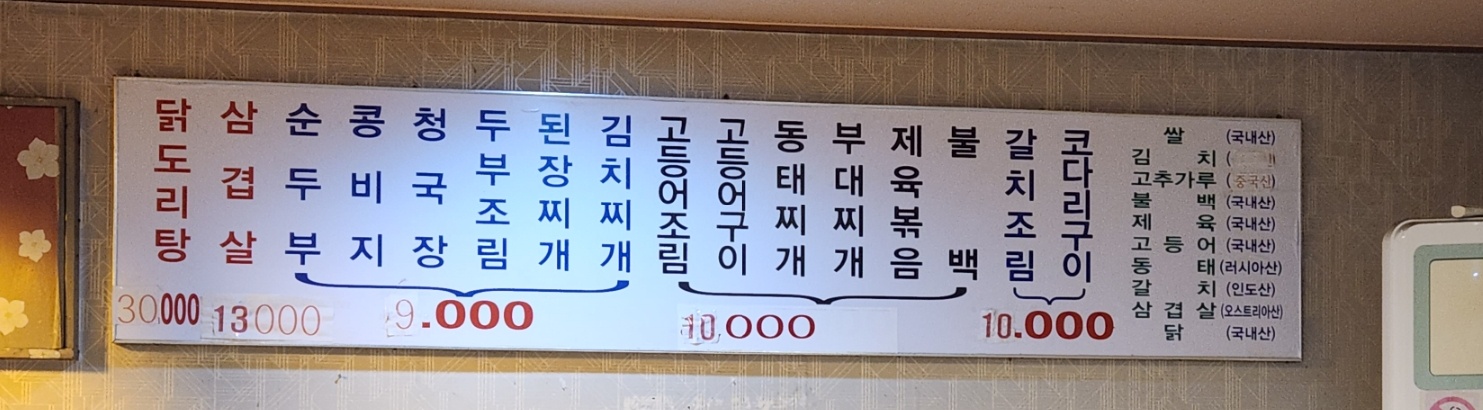 닭도리탕
삼겹살
순두부
콩비지
청국장
두부조림
된장찌개
김치찌개
고등어조림
고등어구이
동태찌개
부대찌개
제육볶음
불백
갈치조림
코다리구이
30,000
13000
9.000
10,000
10.000
쌀 (국내산)
김치 (
고추가루 (중국산)
불백 (국내산)
제육 (국내산)
고등어 (국내산)
동태 (러시아산)
갈치 (인도산)
삼겹살 (오스트리아산)
닭 (국내산)